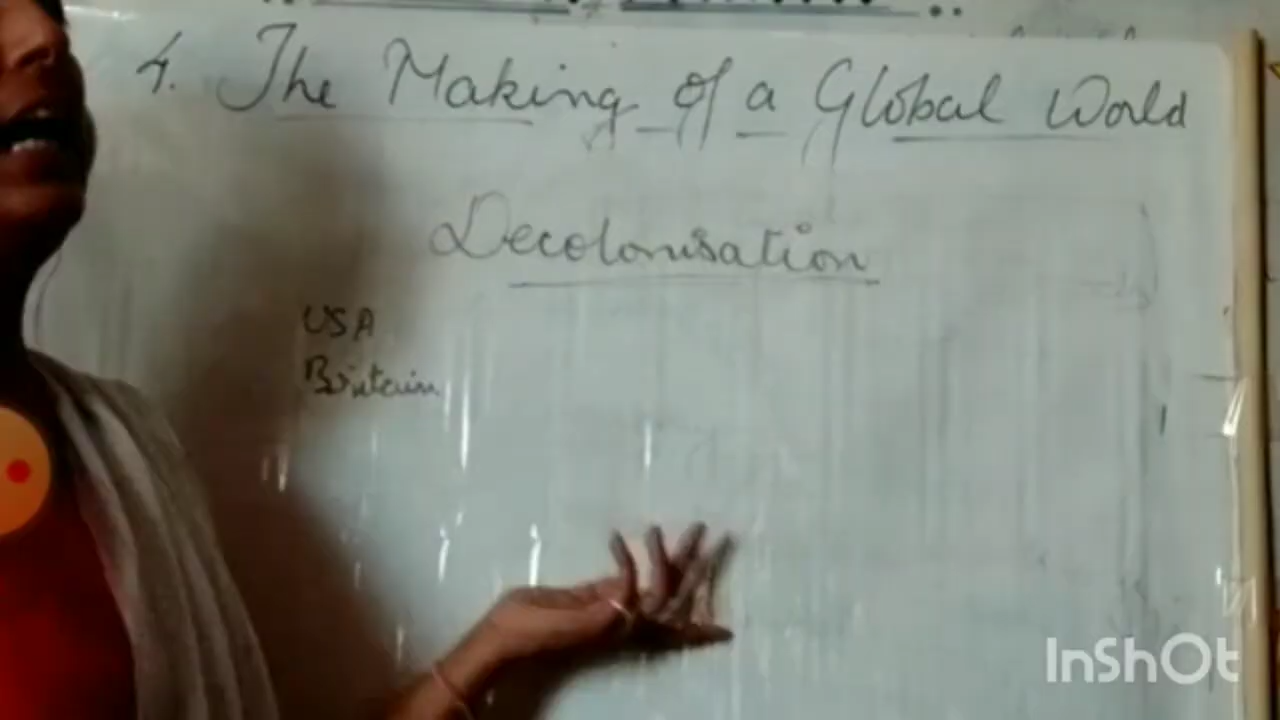 4. The Making of a Global World
Decolonisation
USA
Britain
InShOt